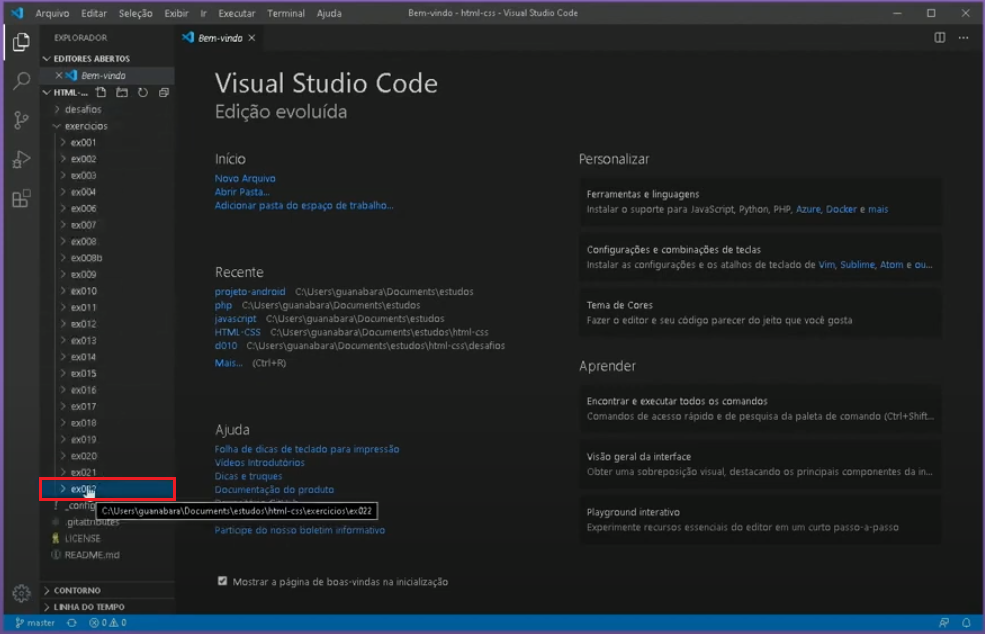 Arquivo Editar Seleção Exibir Ir Executar Terminal Ajuda
Bem-vindo - html-css - Visual Studio Code
EXPLORADOR
Bem-vindo
EDITORES ABERTOS
Bem-vindo
HTML-...
desafios
exercicios
ex001
ex002
ex003
ex004
ex006
ex007
ex008
ex008b
ex009
ex010
ex011
ex012
ex013
ex014
ex015
ex016
ex017
ex018
ex019
ex020
ex021
_config
.gitattributes
LICENSE
README.md
CONTORNO
LINHA DO TEMPO
master 0 0
Visual Studio Code
Edição evoluída
Início
Novo Arquivo
Abrir Pasta...
Adicionar pasta do espaço de trabalho...
Recente
projeto-android C:\Users\guanabara\Documents\estudos
php C:\Users\guanabara\Documents\estudos
javascript C:\Users\guanabara\Documents\estudos
HTML-CSS C:\Users\guanabara\Documents\estudos\html-css
d010 C:\Users\guanabara\Documents\estudos\html-css\desafios
Mais... (Ctrl+R)
Ajuda
Folha de dicas de teclado para impressão
Vídeos Introdutórios
Dicas e truques
Documentação do produto
C:\Users\guanabara\Documents\estudos\html-css\exercicios\ex022
Participe do nosso boletim informativo
Mostrar a página de boas-vindas na inicialização
Personalizar
Ferramentas e linguagens
Instalar o suporte para JavaScript, Python, PHP, Azure, Docker e mais
Configurações e combinações de teclas
Instalar as configurações e os atalhos de teclado de Vim, Sublime, Atom e ou...
Tema de Cores
Fazer o editor e seu código parecer do jeito que você gosta
Aprender
Encontrar e executar todos os comandos
Comandos de acesso rápido e de pesquisa da paleta de comando (Ctrl+Shift...
Visão geral da interface
Obter uma sobreposição visual, destacando os principais componentes da in...
Playground interativo
Experimente recursos essenciais do editor em um curto passo-a-passo